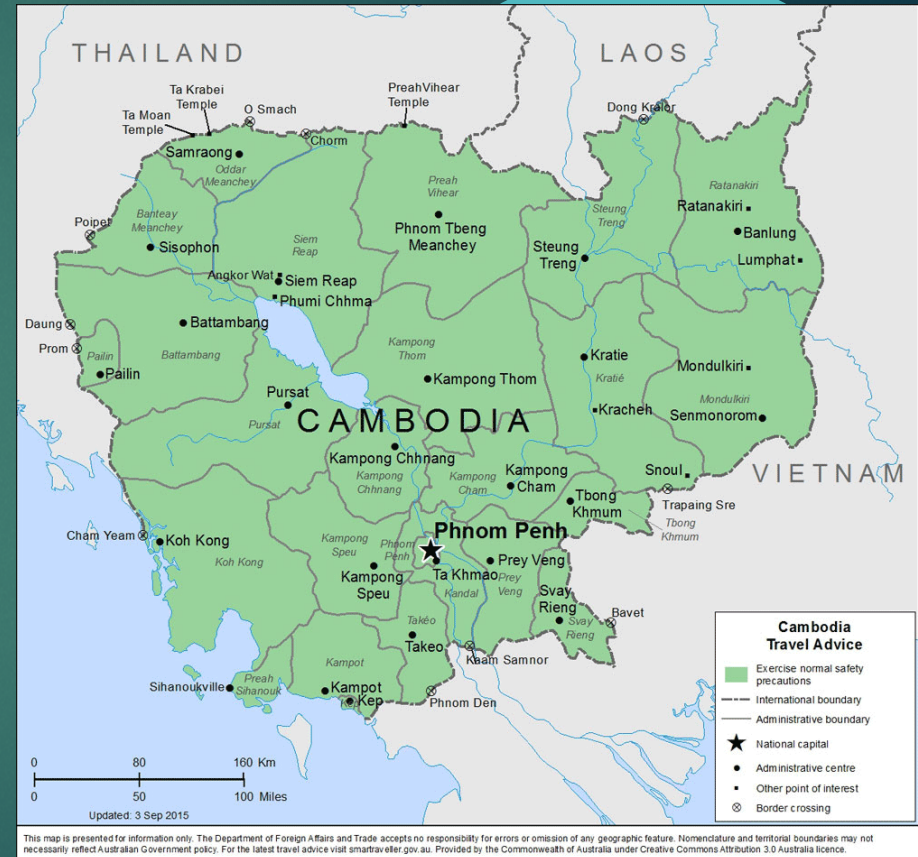 THAILAND
LAOS
Ta Krabei
Temple
PreahVihear
Temple
Ta Moan
Temple
O Smach
Dong Kralor
Chorm
Samraong
Oddar
Meanchey
Preah
Vihear
Ratanakiri
Ratanakiri
Banteay
Meanchey
Steung
Treng
Poipet
Phnom Tbeng
Meanchey
Banlung
Sisophon
Siem
Reap
Steung
Treng
Lumphat
Angkor Wat
Siem Reap
Phumi Chhma
Daung
Battambang
Prom
Pailin
Battambang
Kampong
Thom
Kratie
Pailin
Kampong Thom
Kratié
Mondulkiri
Pursat
Mondulkiri
Pursat
CAMBODIA
Kracheh
Senmonorom
Kampong Chhnang
Kampong
Chhnang
Kampong
Cham
Kampong
Cham
Snoul
VIETNAM
Tbong
Khmum
Trapaing Sre
Tbong
Khmum
Cham Yeam
Koh Kong
Koh Kong
Kampong
Speu
Phnom
Penh
Phnom Penh
Kampong
Speu
Ta Khmao
Prey Veng
Prey
Veng
Kandal
Svay
Rieng
Svay
Rieng
Bavet
Takéo
Takeo
Kaam Samnor
Kampot
Preah
Sihanouk
Sihanoukville
Kampot
Kep
Phnom Den
Cambodia
Travel Advice
Exercise normal safety
precautions
International boundary
Administrative boundary
National capital
Administrative centre
Other point of interest
Border crossing
0 80 160 Km
0 50 100 Miles
Updated: 3 Sep 2015
This map is presented for information only. The Department of Foreign Affairs and Trade accepts no responsibility for errors or omission of any geographic feature. Nomenclature and territorial boundaries may not
necessarily reflect Australian Government policy. For the latest travel advice visit smartraveller.gov.au. Provided by the Commonwealth of Australia under Creative Commons Attribution 3.0 Australia licence.